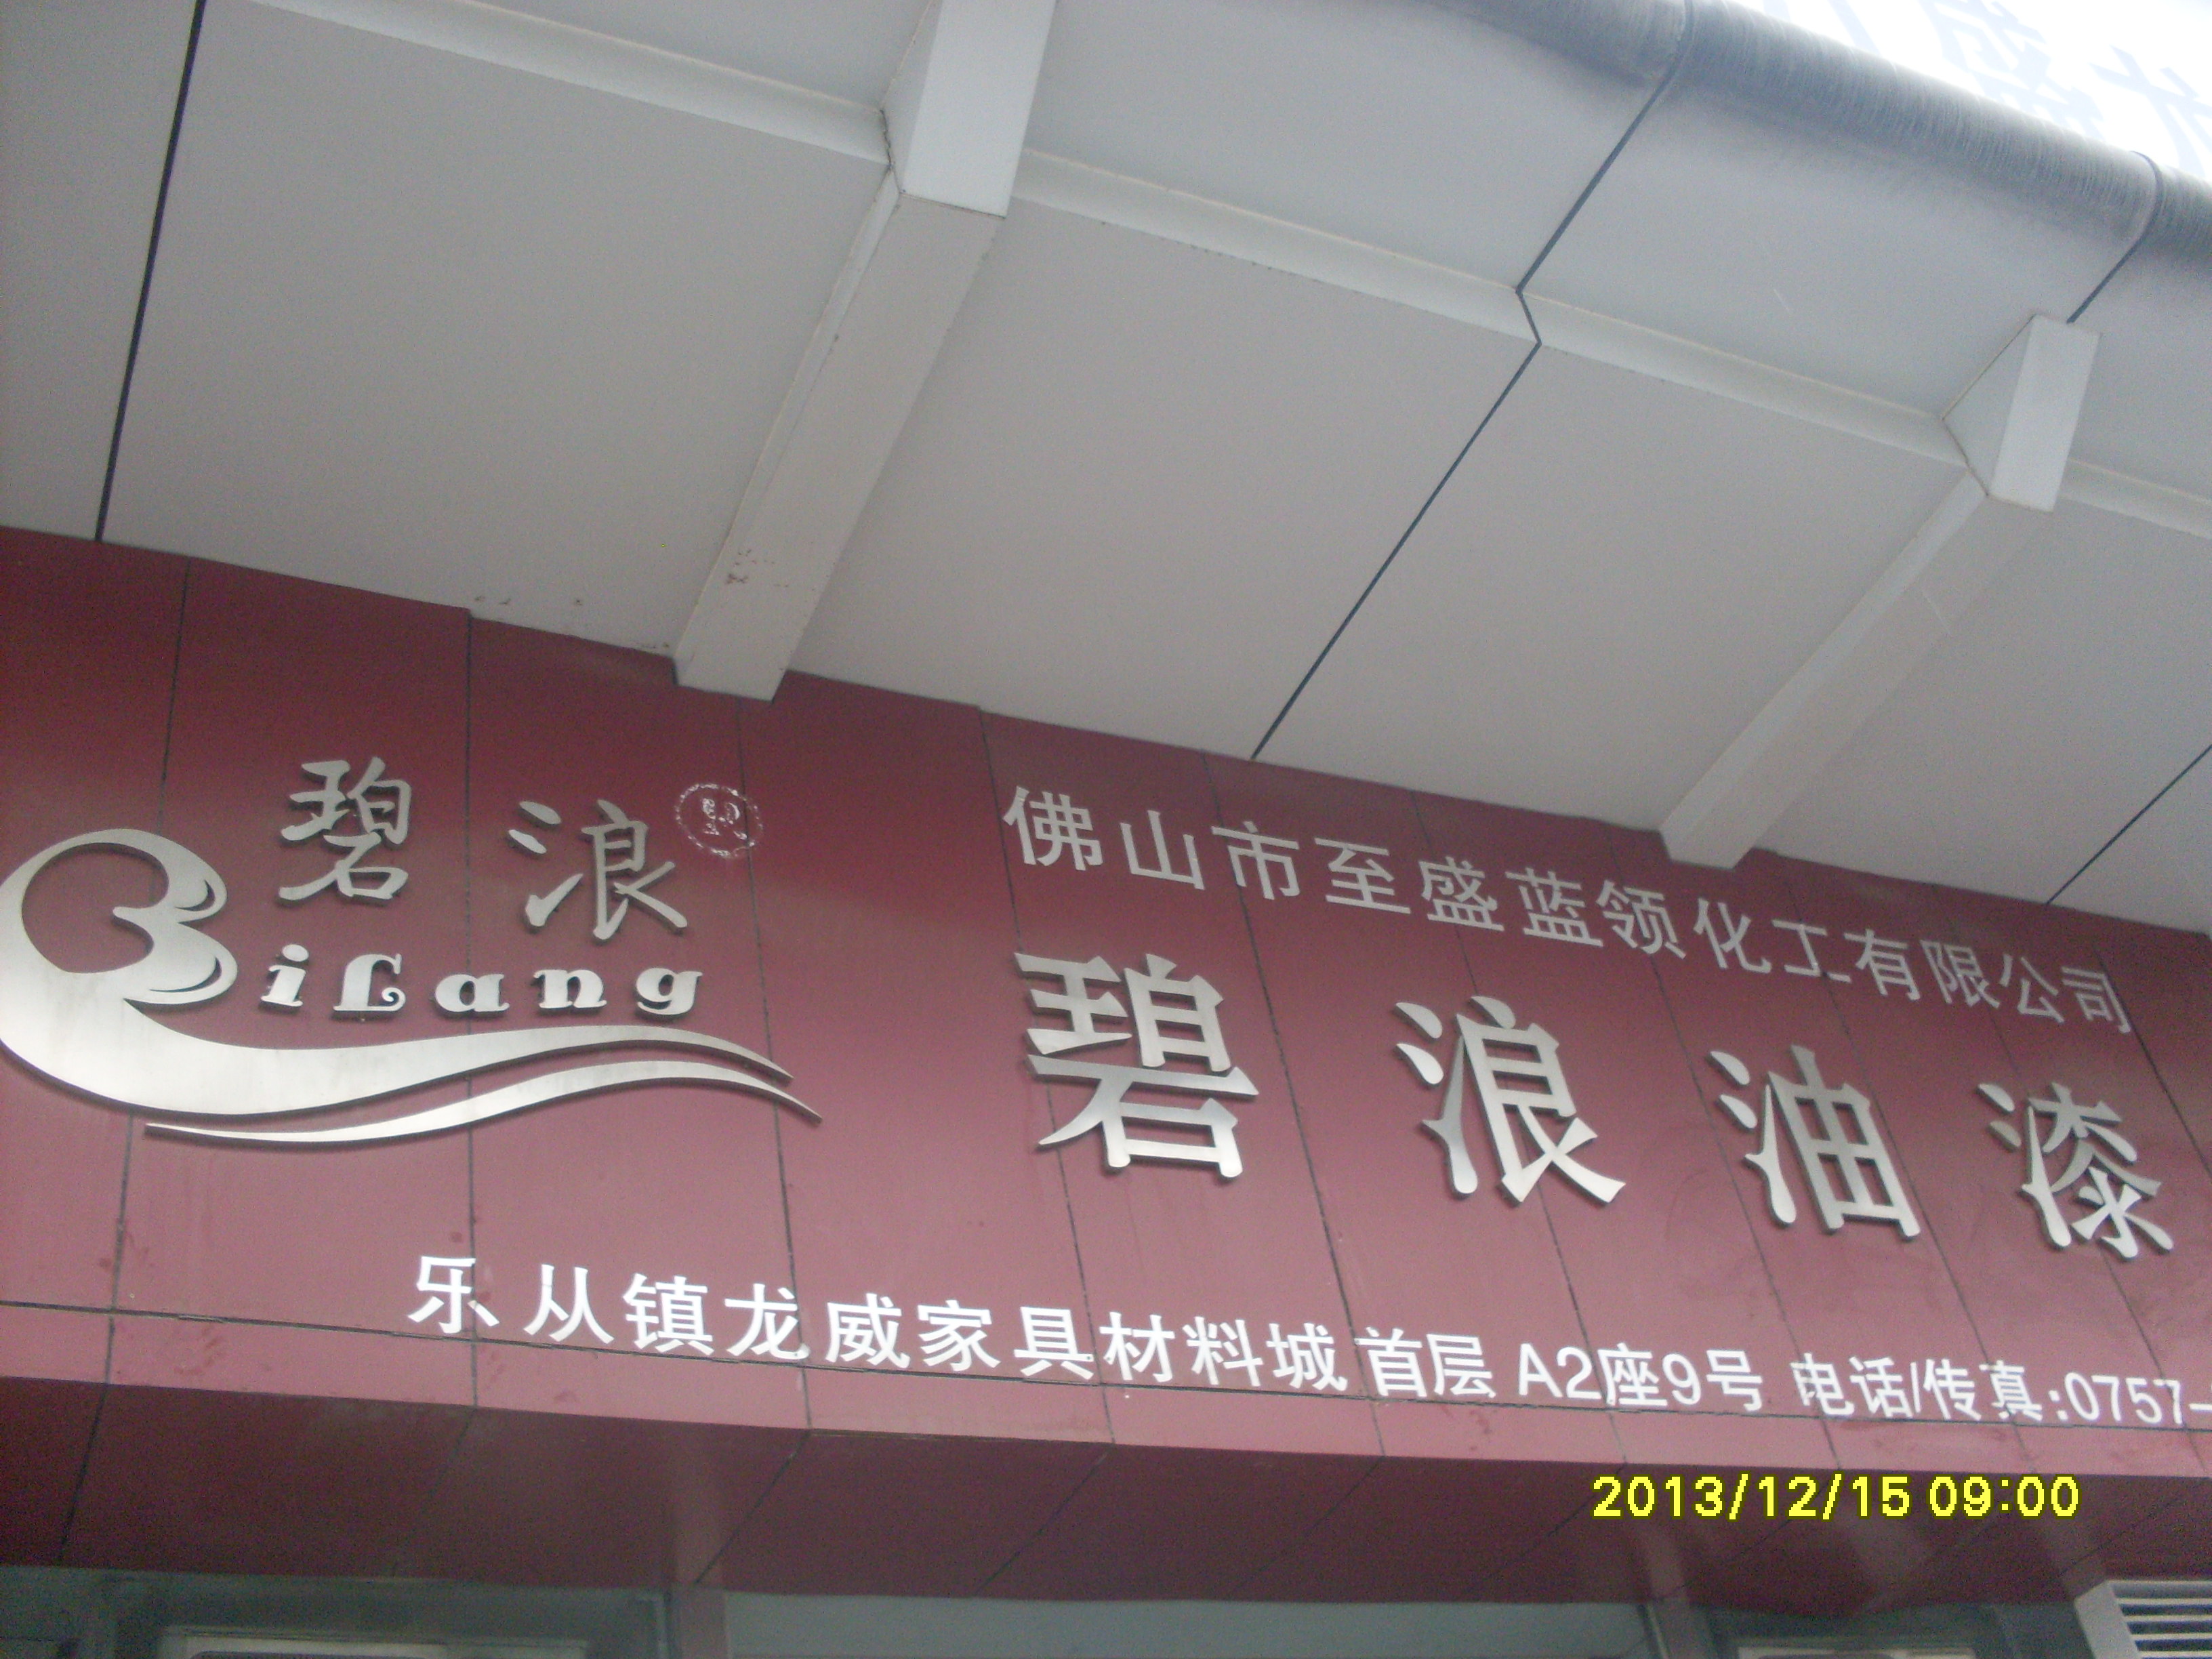 碧浪
BiLang
佛山市至盛蓝领化工有限公司
碧浪油漆
乐从镇龙威家具材料城首层 A2座9号 电话/传真:0757-
2013/12/15 09:00